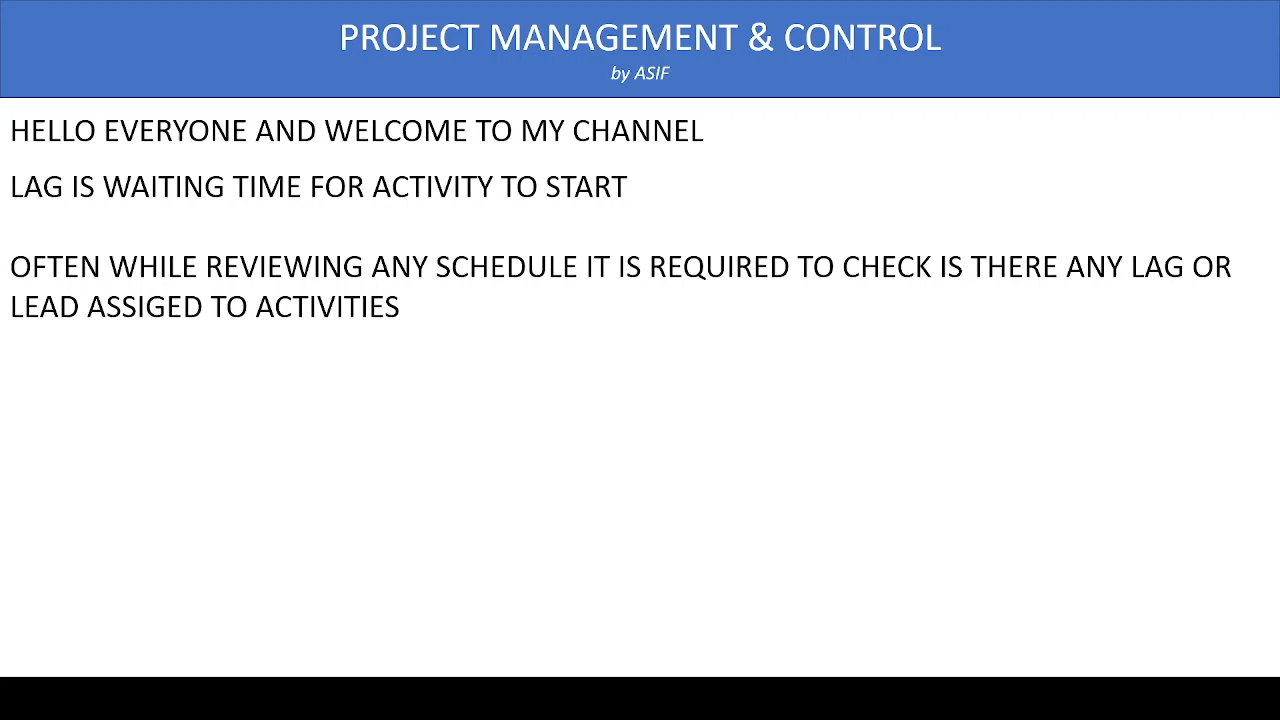 PROJECT MANAGEMENT & CONTROL
by ASIF
HELLO EVERYONE AND WELCOME TO MY CHANNEL
LAG IS WAITING TIME FOR ACTIVITY TO START
OFTEN WHILE REVIEWING ANY SCHEDULE IT IS REQUIRED TO CHECK IS THERE ANY LAG OR
LEAD ASSIGED TO ACTIVITIES